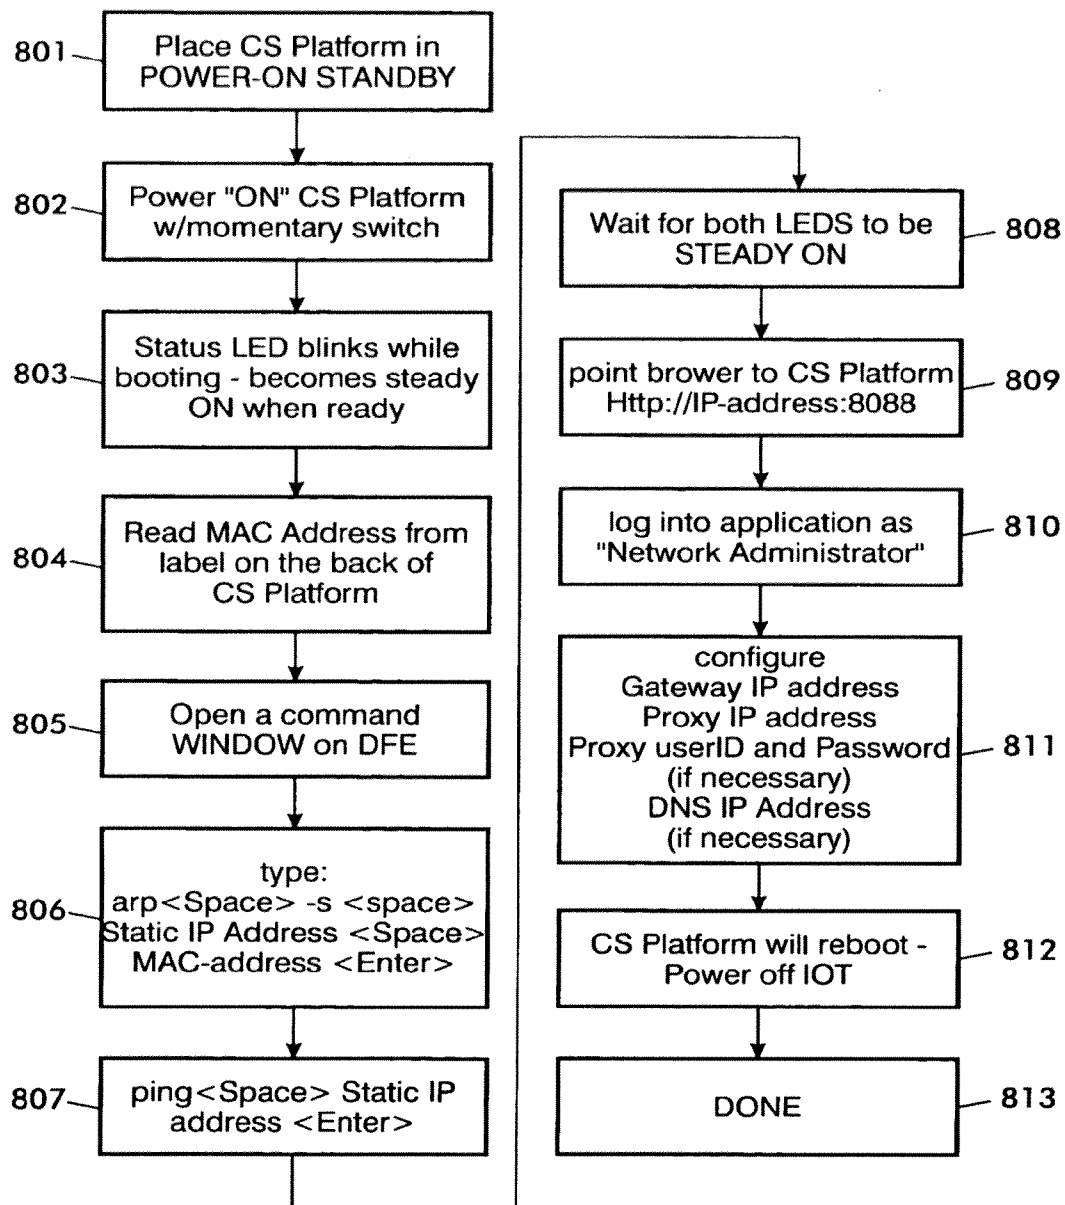 801
Place CS Platform in
POWER-ON STANDBY
802
Power "ON" CS Platform
w/momentary switch
803
Status LED blinks while
booting - becomes steady
ON when ready
804
Read MAC Address from
label on the back of
CS Platform
805
Open a command
WINDOW on DFE
806
type:
arp<Space> -s <space>
Static IP Address <Space>
MAC-address <Enter>
807
ping<Space> Static IP
address <Enter>
Wait for both LEDS to be
STEADY ON
808
point brower to CS Platform
Http://IP-address:8088
809
log into application as
"Network Administrator"
810
configure
Gateway IP address
Proxy IP address
Proxy userID and Password
(if necessary)
DNS IP Address
(if necessary)
811
CS Platform will reboot -
Power off IOT
812
DONE
813